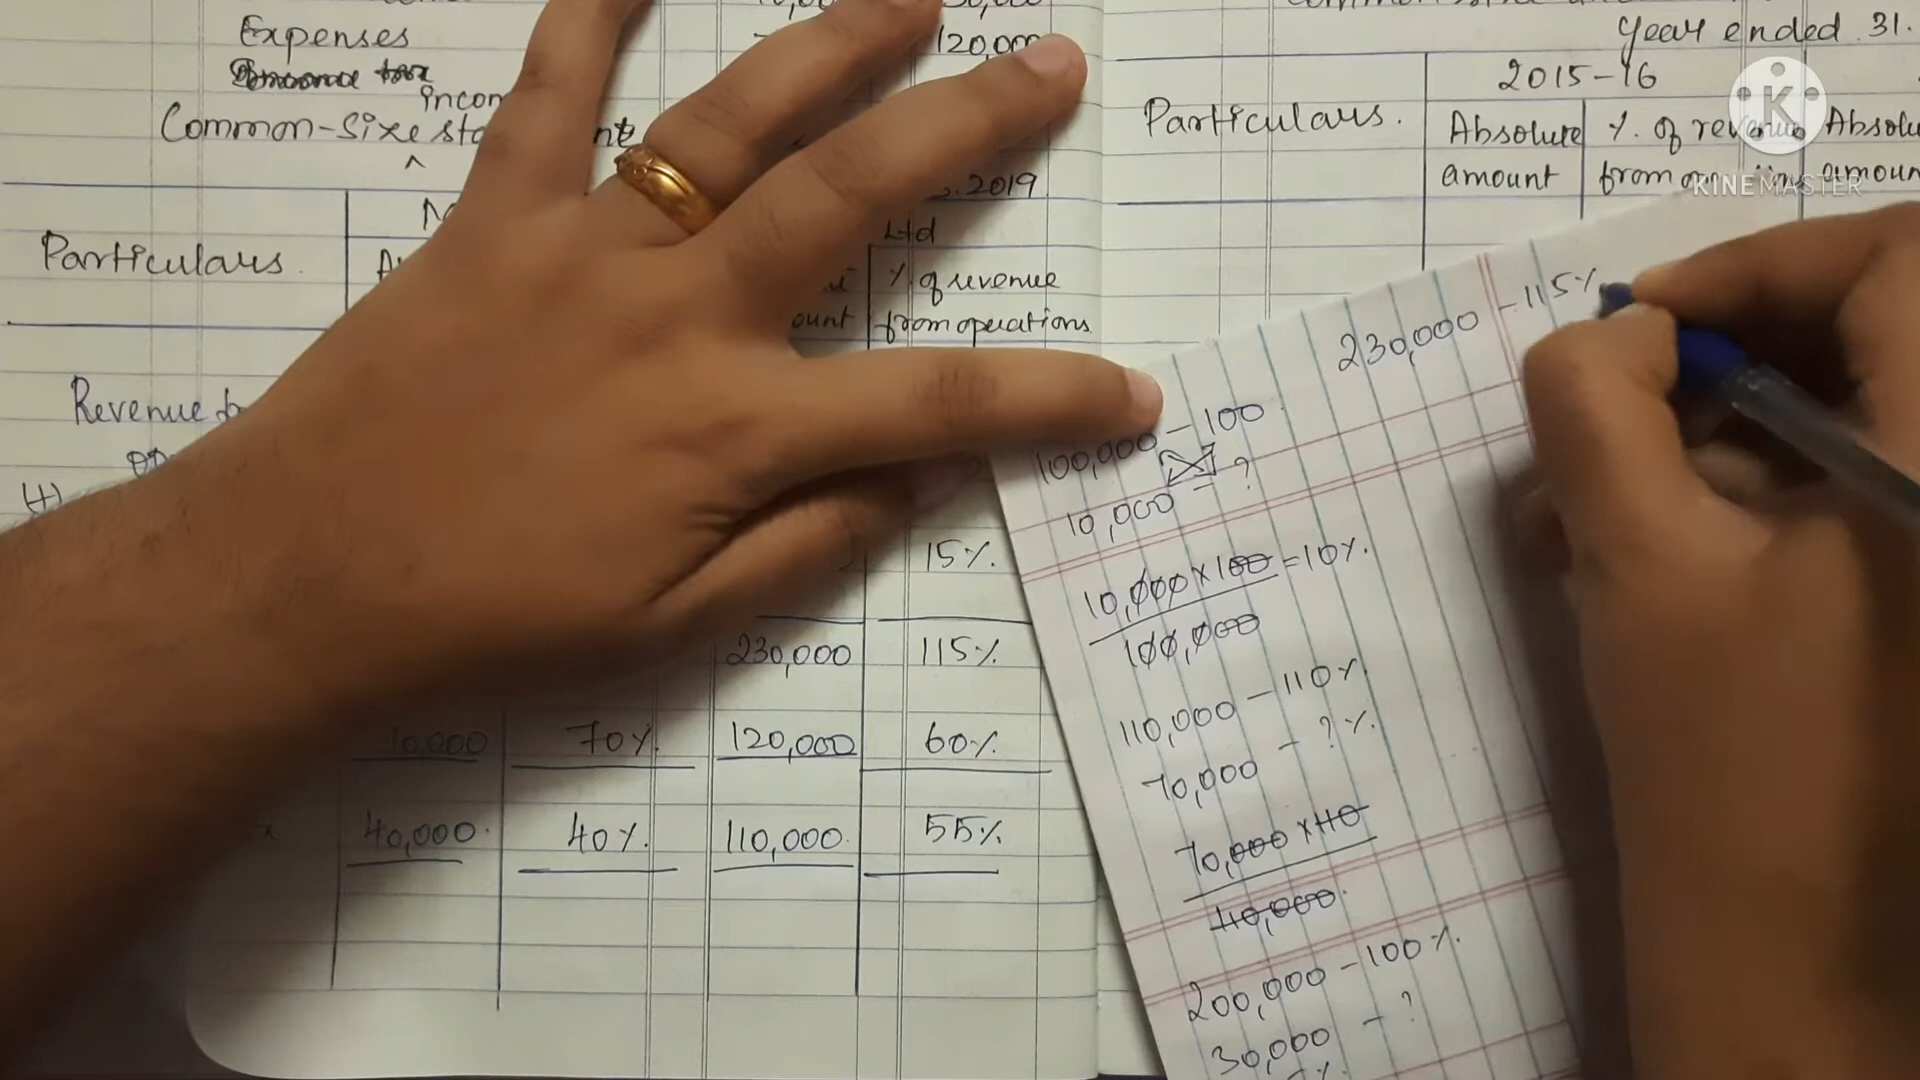 Expenses
120,000
Common-size
incom
2019
Particulars.
Ltd
% of revenue
from operations
Revenue
15%
230,000 115%
70% 120,000 60%
40,000. 40%. 110,000. 55%
year ended 31.
2015-16
Particulars.
Absolute % of revenue Absolu
amount from amoun
KINEMASTER
230,000 - 115%
100,000 - 100
10,000 - ?
10,000 x 100 = 10%.
100,000
110,000 - 110%.
70,000 - ? %.
70,000 x 110
110,000.
200,000 - 100%.
30,000 - ?